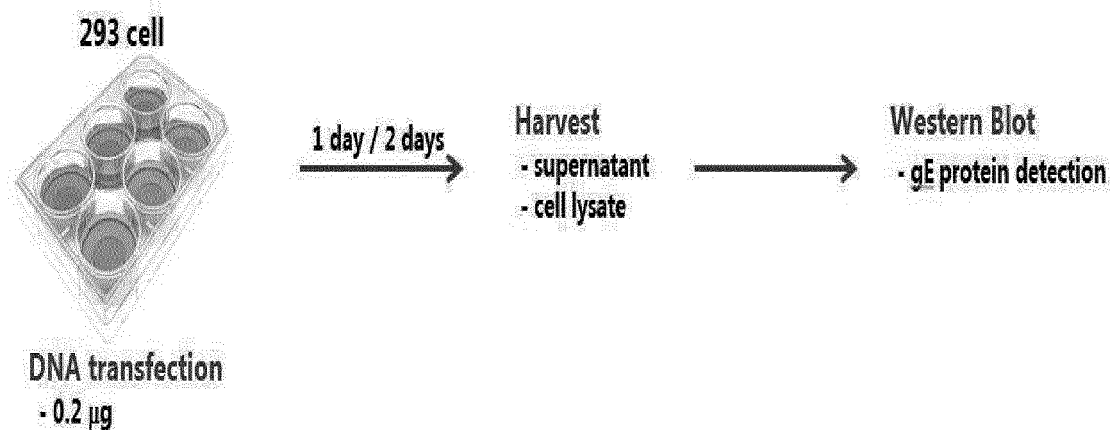 293 cell
DNA transfection
- 0.2 μg
1 day / 2 days
Harvest
- supernatant
- cell lysate
Western Blot
- gE protein detection